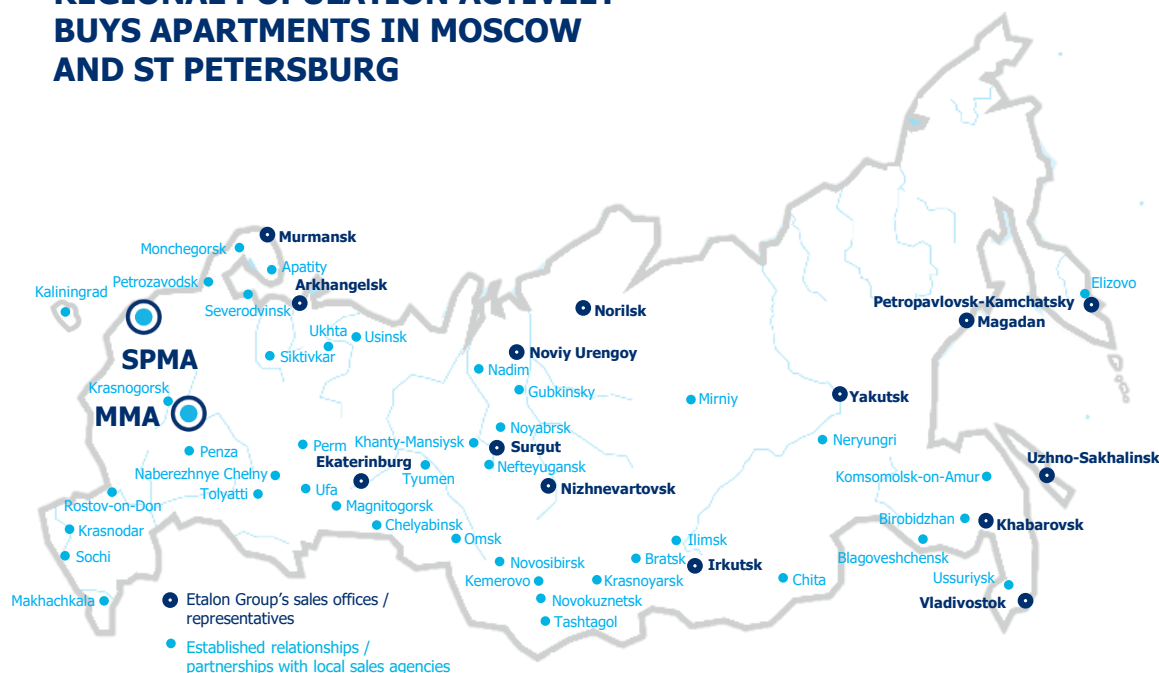 REGIONAL POPULATION ACTIVELY
BUYS APARTMENTS IN MOSCOW
AND ST PETERSBURG
Murmansk
Monchegorsk
Apatity
Petrozavodsk
Arkhangelsk
Kaliningrad
Severodvinsk
Elizovo
Petropavlovsk-Kamchatsky
Magadan
Norilsk
Ukhta
Usinsk
SPMA
Siktivkar
Noviy Urengoy
Nadim
Krasnogorsk
Gubkinsky
Mirniy
Yakutsk
MMA
Noyabrsk
Penza
Perm
Khanty-Mansiysk
Surgut
Neryungri
Ekaterinburg
Nefteyugansk
Uzhno-Sakhalinsk
Naberezhnye Chelny
Tyumen
Komsomolsk-on-Amur
Tolyatti
Ufa
Nizhnevartovsk
Rostov-on-Don
Magnitogorsk
Birobidzhan
Khabarovsk
Krasnodar
Chelyabinsk
Omsk
Ilimsk
Sochi
Novosibirsk
Bratsk
Irkutsk
Blagoveshchensk
Kemerovo
Krasnoyarsk
Chita
Ussuriysk
Makhachkala
Novokuznetsk
Vladivostok
Tashtagol
Etalon Group's sales offices /
representatives
Established relationships /
partnerships with local sales agencies